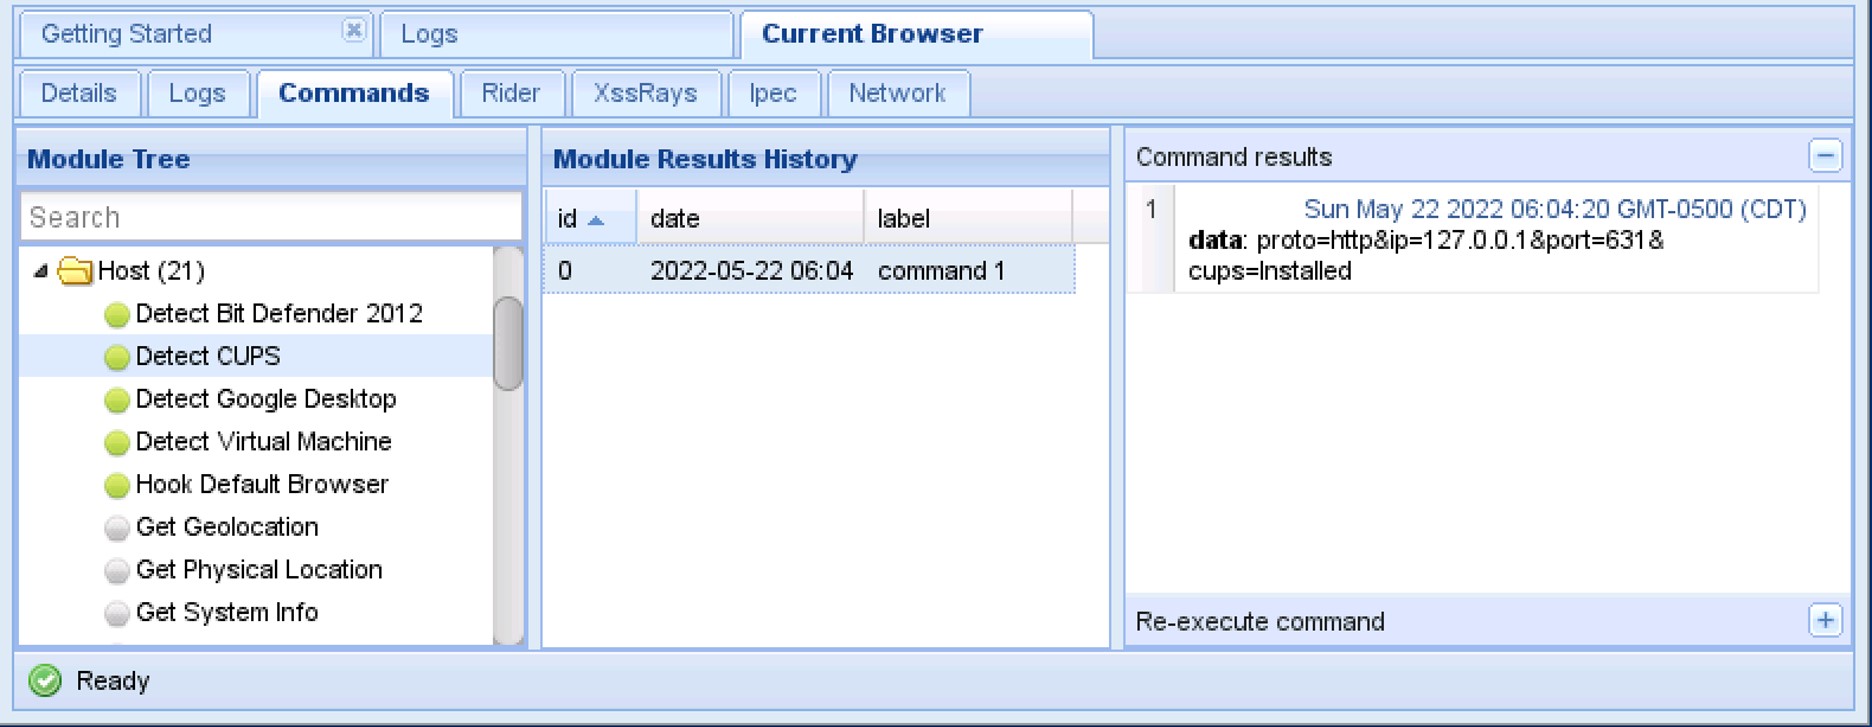 Getting Started
Logs
Current Browser
Details
Logs
Commands
Rider
XssRays
Ipec
Network
Module Tree
Search
Host (21)
Detect Bit Defender 2012
Detect CUPS
Detect Google Desktop
Detect Virtual Machine
Hook Default Browser
Get Geolocation
Get Physical Location
Get System Info
Module Results History
id date label
0 2022-05-22 06:04 command 1
Command results
1 Sun May 22 2022 06:04:20 GMT-0500 (CDT)
data: proto=http&ip=127.0.0.1&port=631&
cups=Installed
Re-execute command
Ready